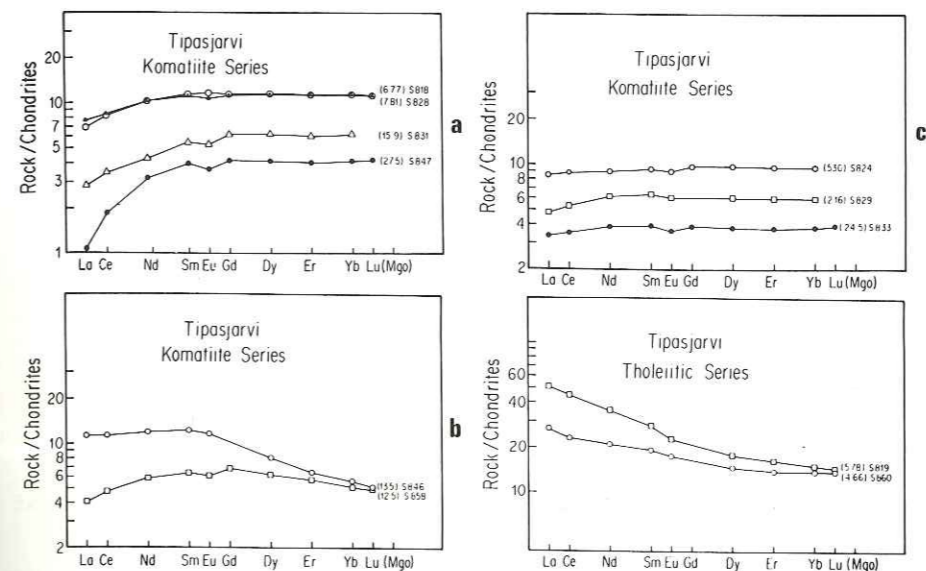 Tipasjarvi
Komatiite Series
Rock/Chondrites
20
10
7
5
3
1
(6.77) S818
(7.81) S828
(15.9) S831
(27.5) S847
La Ce Nd Sm Eu Gd Dy Er Yb Lu (Mgo)
a
Tipasjarvi
Komatiite Series
Rock/Chondrites
20
10
8
6
4
2
(5.30) S824
(2.16) S829
(24.5) S833
La Ce Nd Sm Eu Gd Dy Er Yb Lu (Mgo)
c
Tipasjarvi
Komatiite Series
Rock/Chondrites
20
10
8
6
4
2
(13.5) S846
(12.5) S658
La Ce Nd Sm Eu Gd Dy Er Yb Lu (Mgo)
b
Tipasjarvi
Tholeiitic Series
Rock/Chondrites
60
40
20
10
(5.78) S819
(4.66) S660
La Ce Nd Sm Eu Gd Dy Er Yb Lu (Mgo)